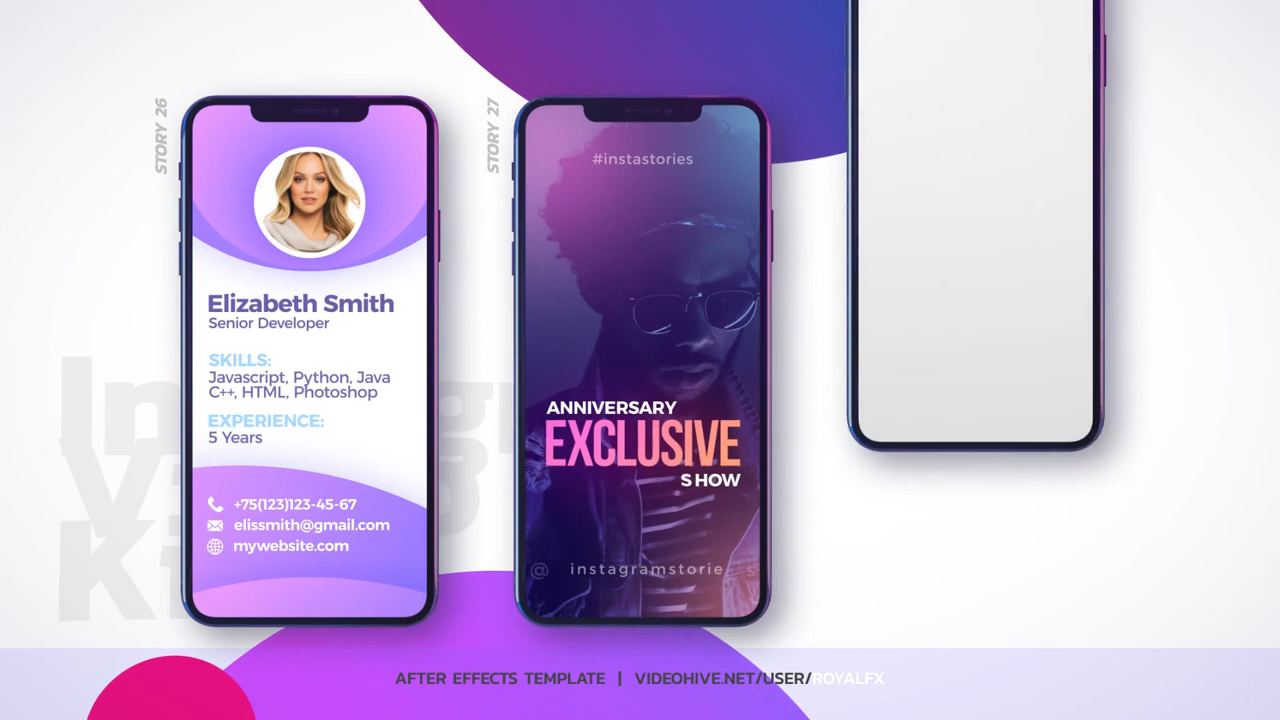 STORY 26
Elizabeth Smith
Senior Developer
SKILLS:
Javascript, Python, Java
C++, HTML, Photoshop
EXPERIENCE:
5 Years
+75(123)123-45-67
elissmith@gmail.com
mywebsite.com
STORY 27
#instastories
ANNIVERSARY
EXCLUSIVE
SHOW
@ instagramstories
AFTER EFFECTS TEMPLATE | VIDEOHIVE.NET/USER/ROYALFX